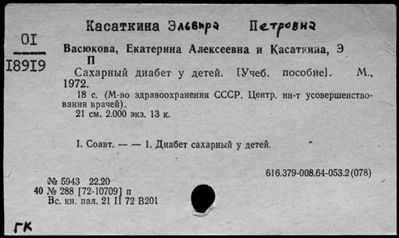 Касаткина Эльвира Петровна
OI
I89I9
Васюкова, Екатерина Алексеевна и Касаткина, Э
П
Сахарный диабет у детей. [Учеб. пособие]. М.,
1972.
18 с. (М-во здравоохранения СССР. Центр. ин-т усовершенство-
вания врачей).
21 см. 2.000 экз. 13 к.
I. Соавт. — — 1. Диабет сахарный у детей.
616.379-008.64-053.2(078)
№ 5943 22.20
40 № 288 [72-10709] п
Вс. кн. пал. 21 II 72 В201
ГК